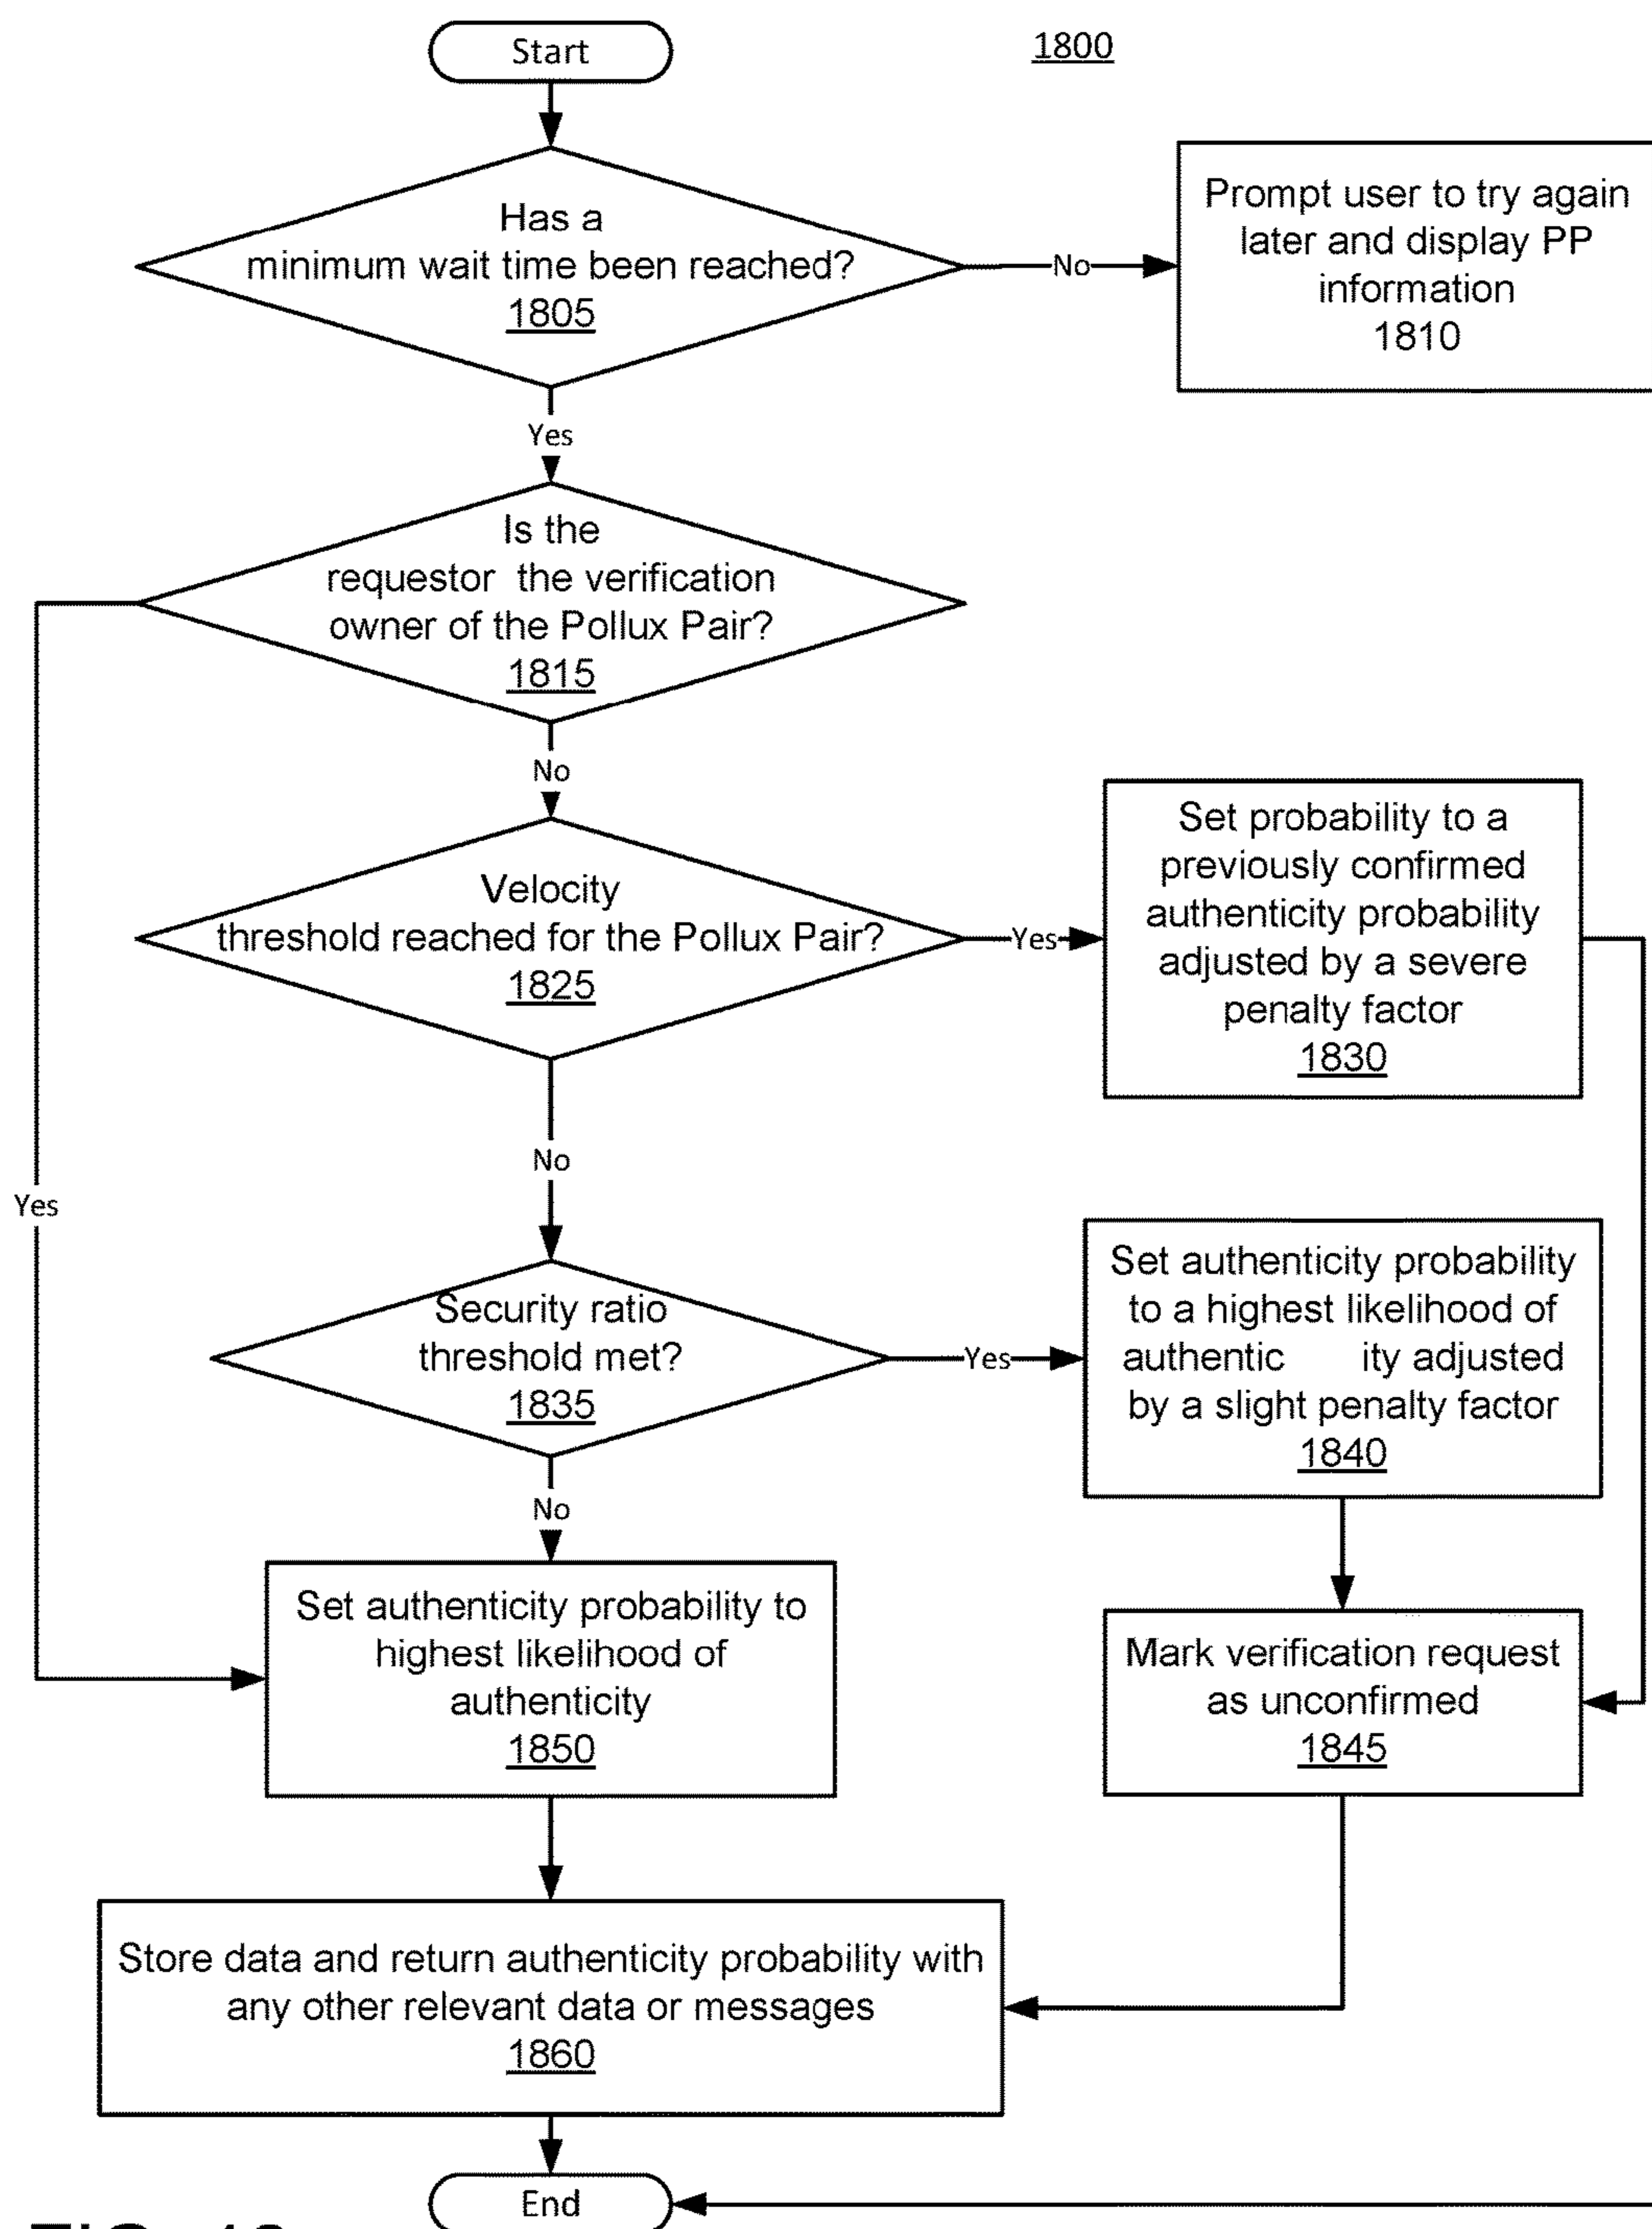 Start
1800
Has a
minimum wait time been reached?
1805
No
Prompt user to try again
later and display PP
information
1810
Yes
Is the
requestor the verification
owner of the Pollux Pair?
1815
No
Velocity
threshold reached for the Pollux Pair?
1825
Yes
Set probability to a
previously confirmed
authenticity probability
adjusted by a severe
penalty factor
1830
No
Yes
Security ratio
threshold met?
1835
Yes
Set authenticity probability
to a highest likelihood of
authentic ity adjusted
by a slight penalty factor
1840
No
Set authenticity probability to
highest likelihood of
authenticity
1850
Mark verification request
as unconfirmed
1845
Store data and return authenticity probability with
any other relevant data or messages
1860
End